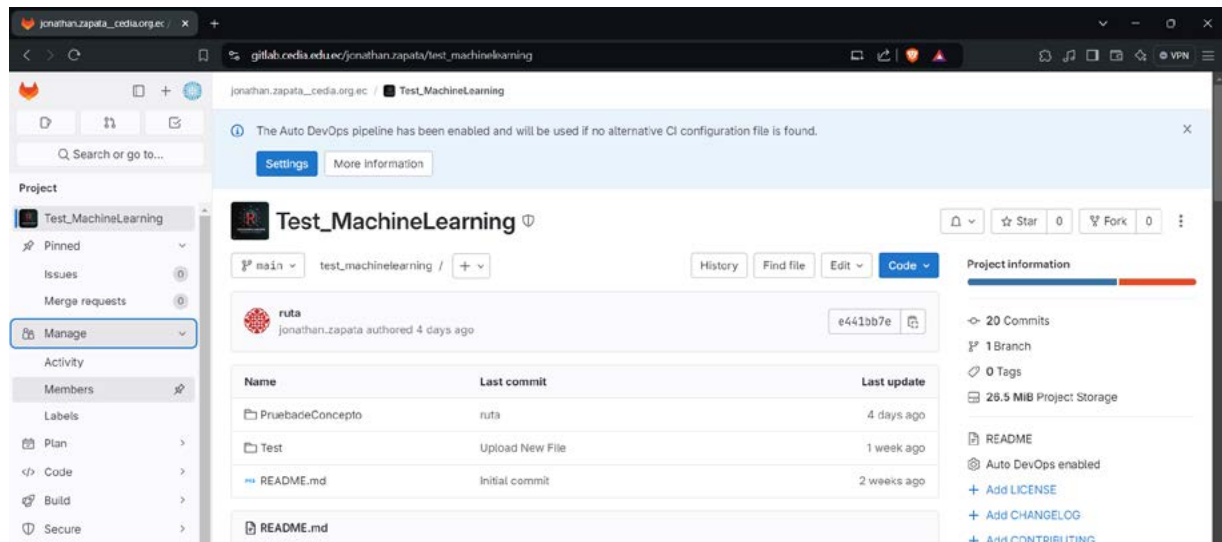 jonathan.zapata__cedia.org.ec /
gitlab.cedia.edu.ec/jonathan.zapata/test_machinelearning
VPN
jonathan.zapata__cedia.org.ec / Test_MachineLearning
The Auto DevOps pipeline has been enabled and will be used if no alternative CI configuration file is found.
Settings More information
Search or go to...
Project
Test_MachineLearning
Pinned
Issues 0
Merge requests 0
Manage
Activity
Members
Labels
Plan
Code
Build
Secure
R
Test_MachineLearning
Star 0 Fork 0
main test_machinelearning / +
History Find file Edit Code
ruta
jonathan.zapata authored 4 days ago
e441bb7e
Name Last commit Last update
PruebadeConcepto ruta 4 days ago
Test Upload New File 1 week ago
README.md Initial commit 2 weeks ago
README.md
Project information
20 Commits
1 Branch
0 Tags
26.5 MiB Project Storage
README
Auto DevOps enabled
+ Add LICENSE
+ Add CHANGELOG
+ Add CONTRIBUTING